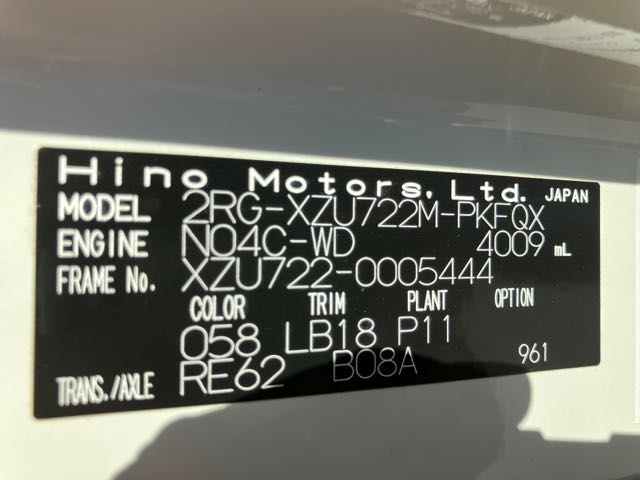 Hino Motors, Ltd. JAPAN
MODEL 2RG-XZU722M-PKFQX
ENGINE N04C-WD 4009 mL
FRAME No. XZU722-0005444
COLOR TRIM PLANT OPTION
058 LB18 P11
TRANS./AXLE RE62 B08A 961